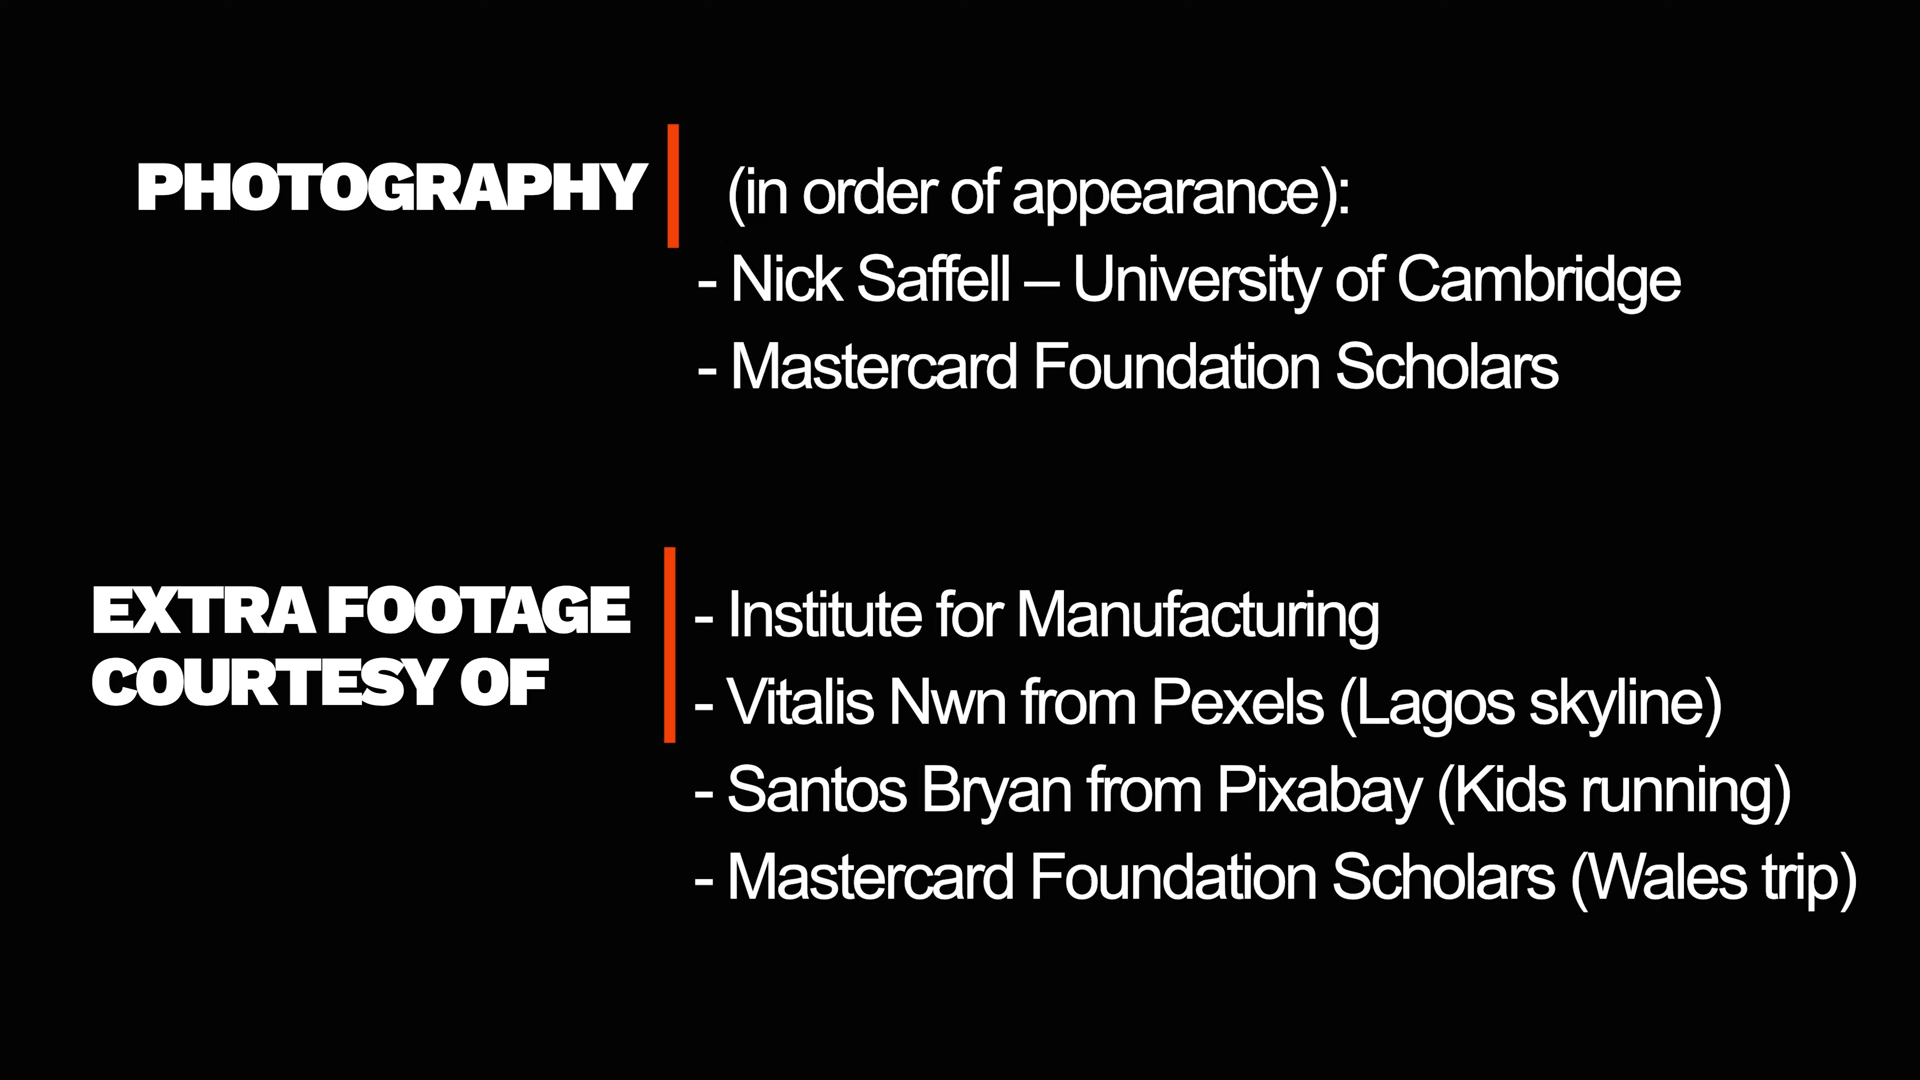 PHOTOGRAPHY
(in order of appearance):
- Nick Saffell – University of Cambridge
- Mastercard Foundation Scholars
EXTRA FOOTAGE
COURTESY OF
- Institute for Manufacturing
- Vitalis Nwn from Pexels (Lagos skyline)
- Santos Bryan from Pixabay (Kids running)
- Mastercard Foundation Scholars (Wales trip)